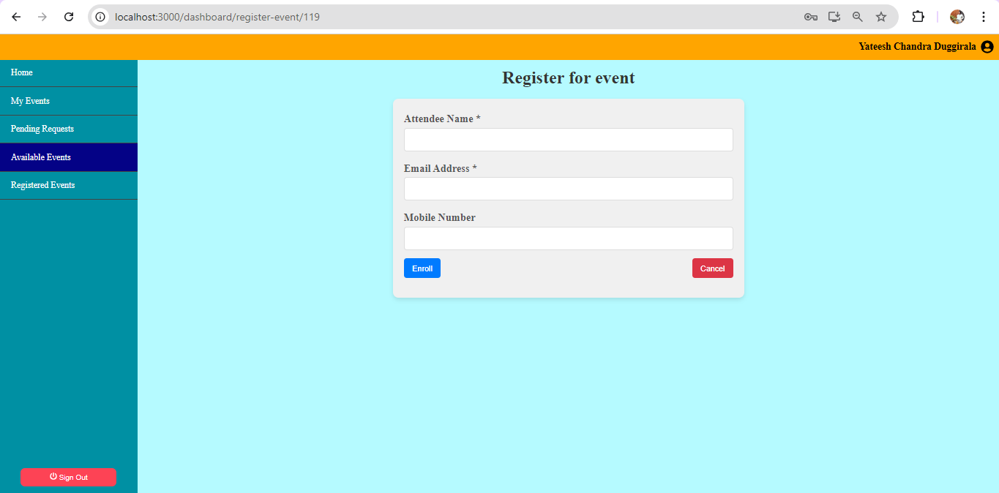 localhost:3000/dashboard/register-event/119
Yateesh Chandra Duggirala
Home
My Events
Pending Requests
Available Events
Registered Events
Sign Out
Register for event
Attendee Name *
Email Address *
Mobile Number
Enroll
Cancel